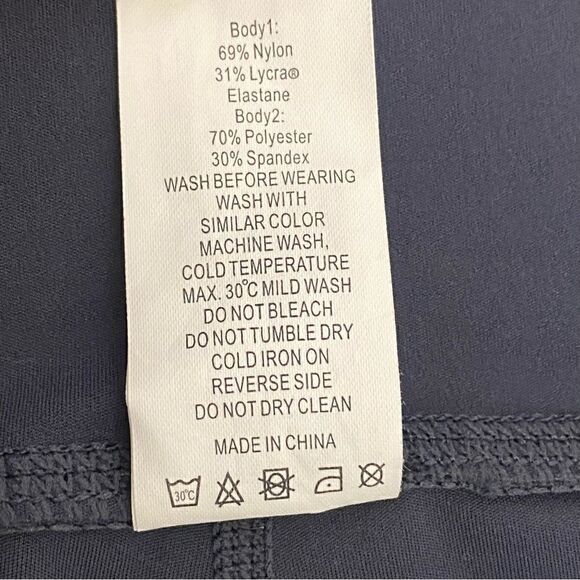 Body1:
69% Nylon
31% Lycra®
Elastane
Body2:
70% Polyester
30% Spandex
WASH BEFORE WEARING
WASH WITH
SIMILAR COLOR
MACHINE WASH,
COLD TEMPERATURE
MAX. 30℃ MILD WASH
DO NOT BLEACH
DO NOT TUMBLE DRY
COLD IRON ON
REVERSE SIDE
DO NOT DRY CLEAN
MADE IN CHINA
30℃